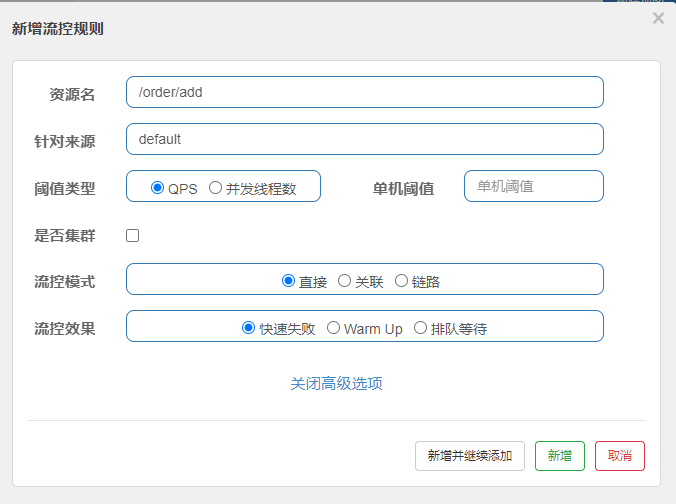 新增流控规则
×
资源名 /order/add
针对来源 default
阈值类型 QPS 并发线程数 单机阈值 单机阈值
是否集群
流控模式 直接 关联 链路
流控效果 快速失败 Warm Up 排队等待
关闭高级选项
新增并继续添加 新增 取消